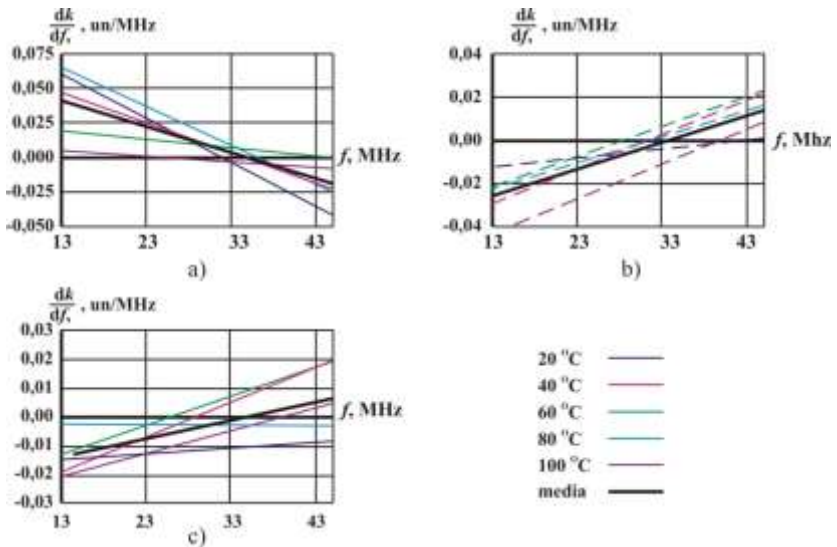 dk/df, un/MHz
0,075
0,050
0,025
0,000
-0,025
-0,050
13 23 33 43
f, MHz
a)
dk/df, un/MHz
0,04
0,02
0,00
-0,02
-0,04
13 23 33 43
f, Mhz
b)
dk/df, un/MHz
0,03
0,02
0,01
0,00
-0,01
-0,02
-0,03
13 23 33 43
f, MHz
c)
20 °C
40 °C
60 °C
80 °C
100 °C
media